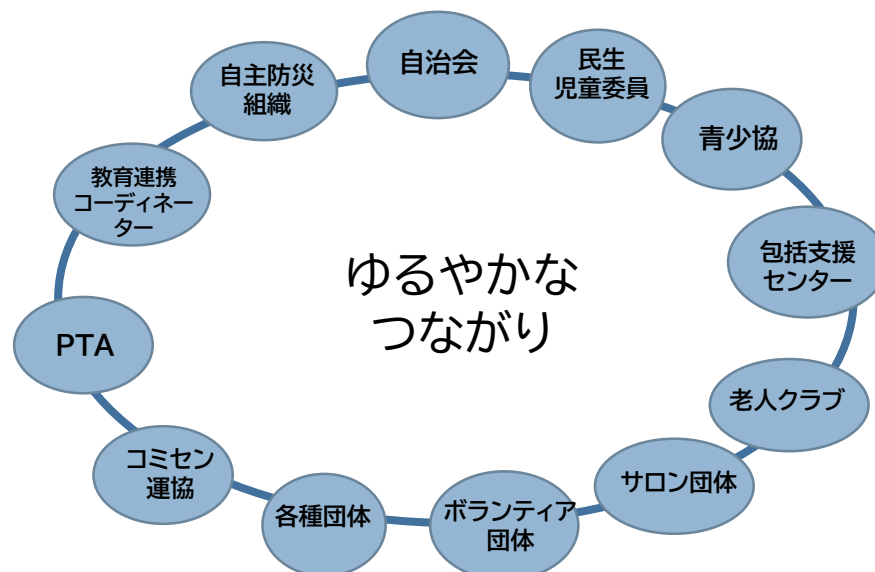 自治会
民生
児童委員
青少協
包括支援
センター
老人クラブ
サロン団体
ボランティア
団体
各種団体
コミセン
運協
PTA
教育連携
コーディネー
ター
自主防災
組織
ゆるやかな
つながり